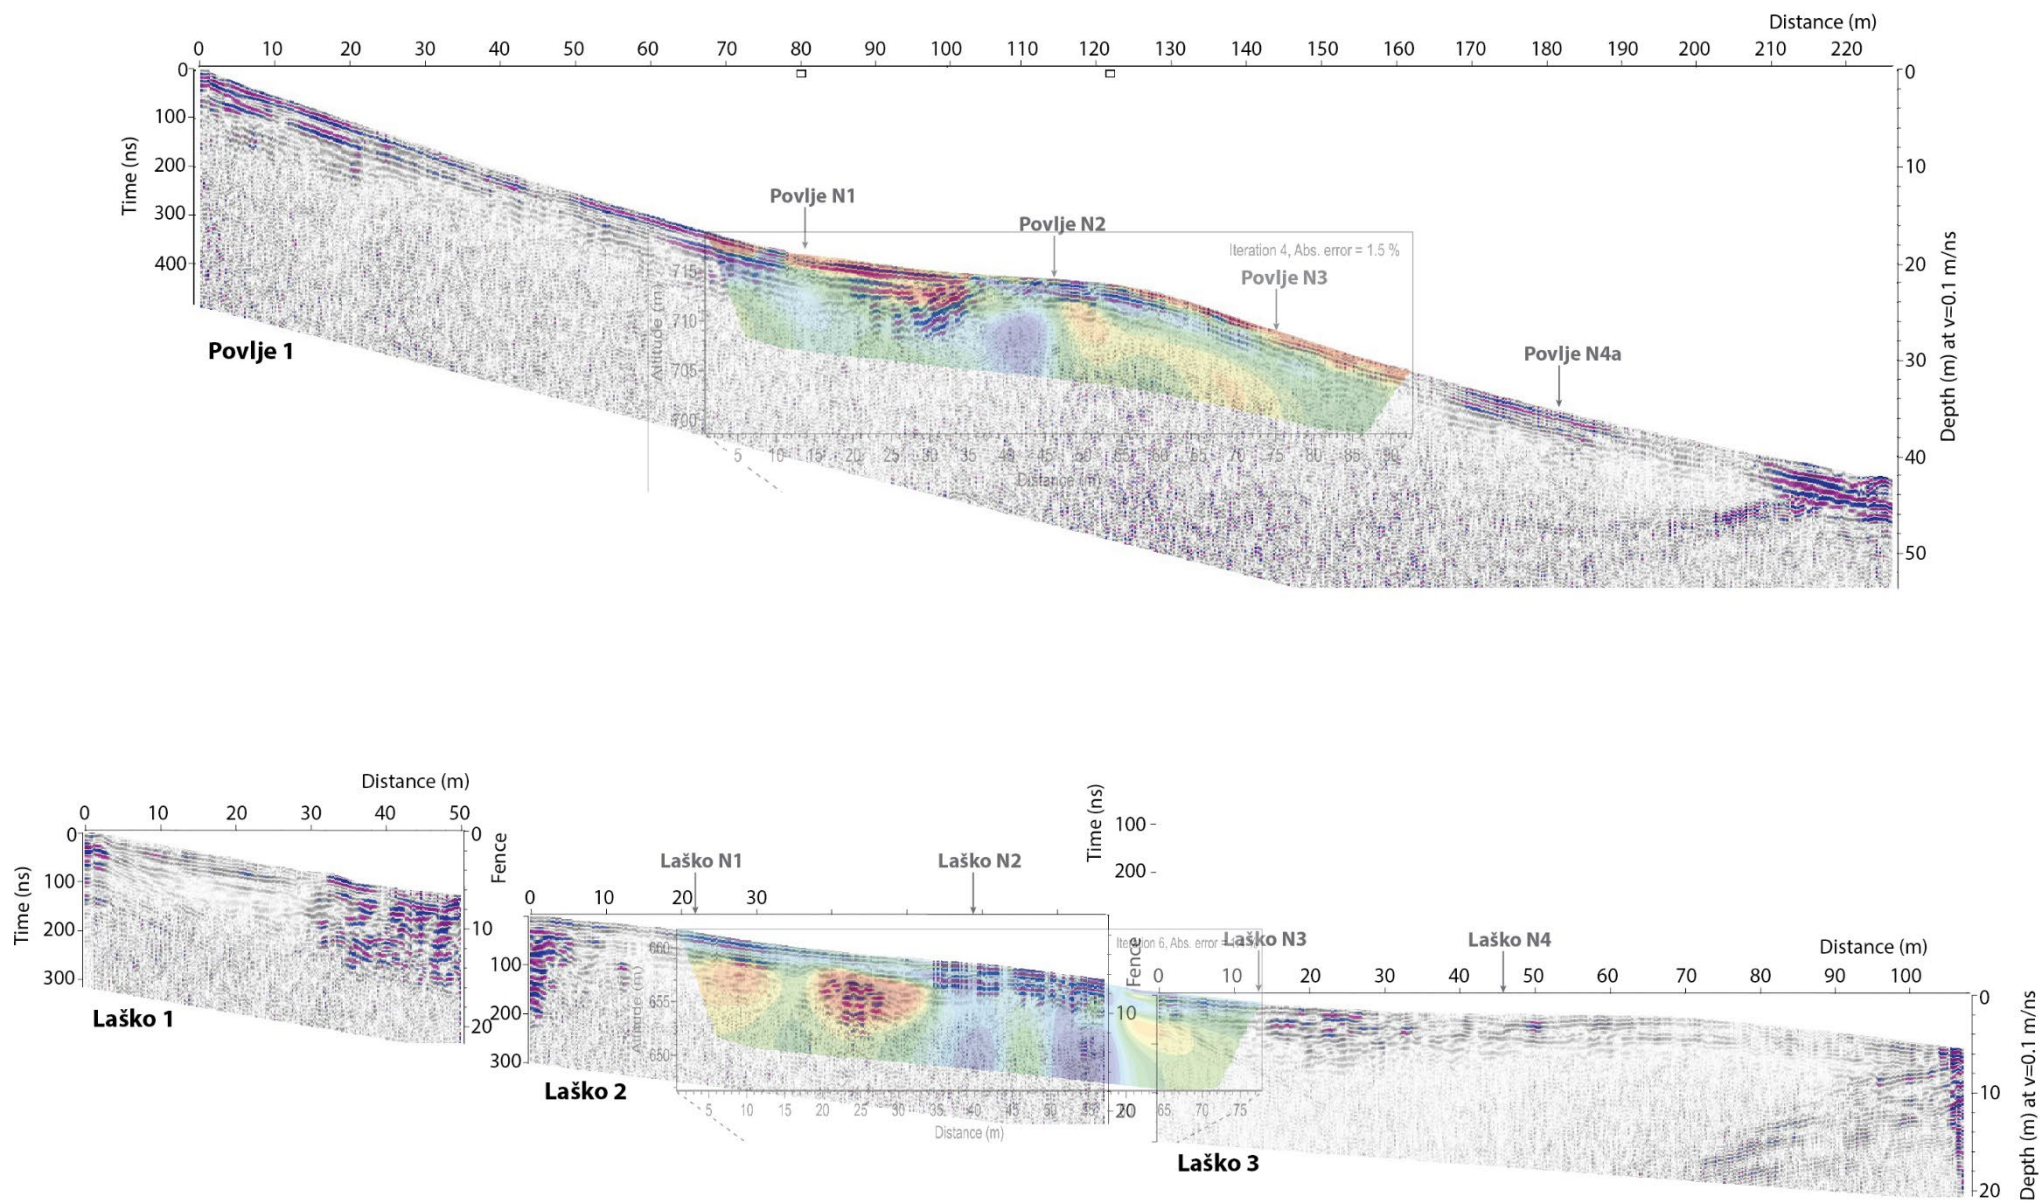 Distance (m)
0 10 20 30 40 50 60 70 80 90 100 110 120 130 140 150 160 170 180 190 200 210 220
0
100
200
300
400
Time (ns)
0
10
20
30
40
50
Depth (m) at v=0.1 m/ns
Povlje N1
Povlje N2
Iteration 4, Abs. error = 1.5 %
Povlje N3
Povlje N4a
Povlje 1
715
710
705
700
Altitude (m)
5 10 15 20 25 30 35 40 45 50 55 60 65 70 75 80 85 90
Distance (m)
Distance (m)
0 10 20 30 40 50
0
100
200
300
Time (ns)
0
10
20
Fence
Laško 1
Time (ns)
100
200
Laško N1
Laško N2
0 10 20 30
100
200
300
660
655
650
Altitude (m)
Iteration 6, Abs. error =
Fence
10
20
Laško 2
5 10 15 20 25 30 35 40 45 50 55 65 70 75
Distance (m)
Laško N3
Laško N4
Distance (m)
0 10 20 30 40 50 60 70 80 90 100
0
10
20
Depth (m) at v=0.1 m/ns
Laško 3